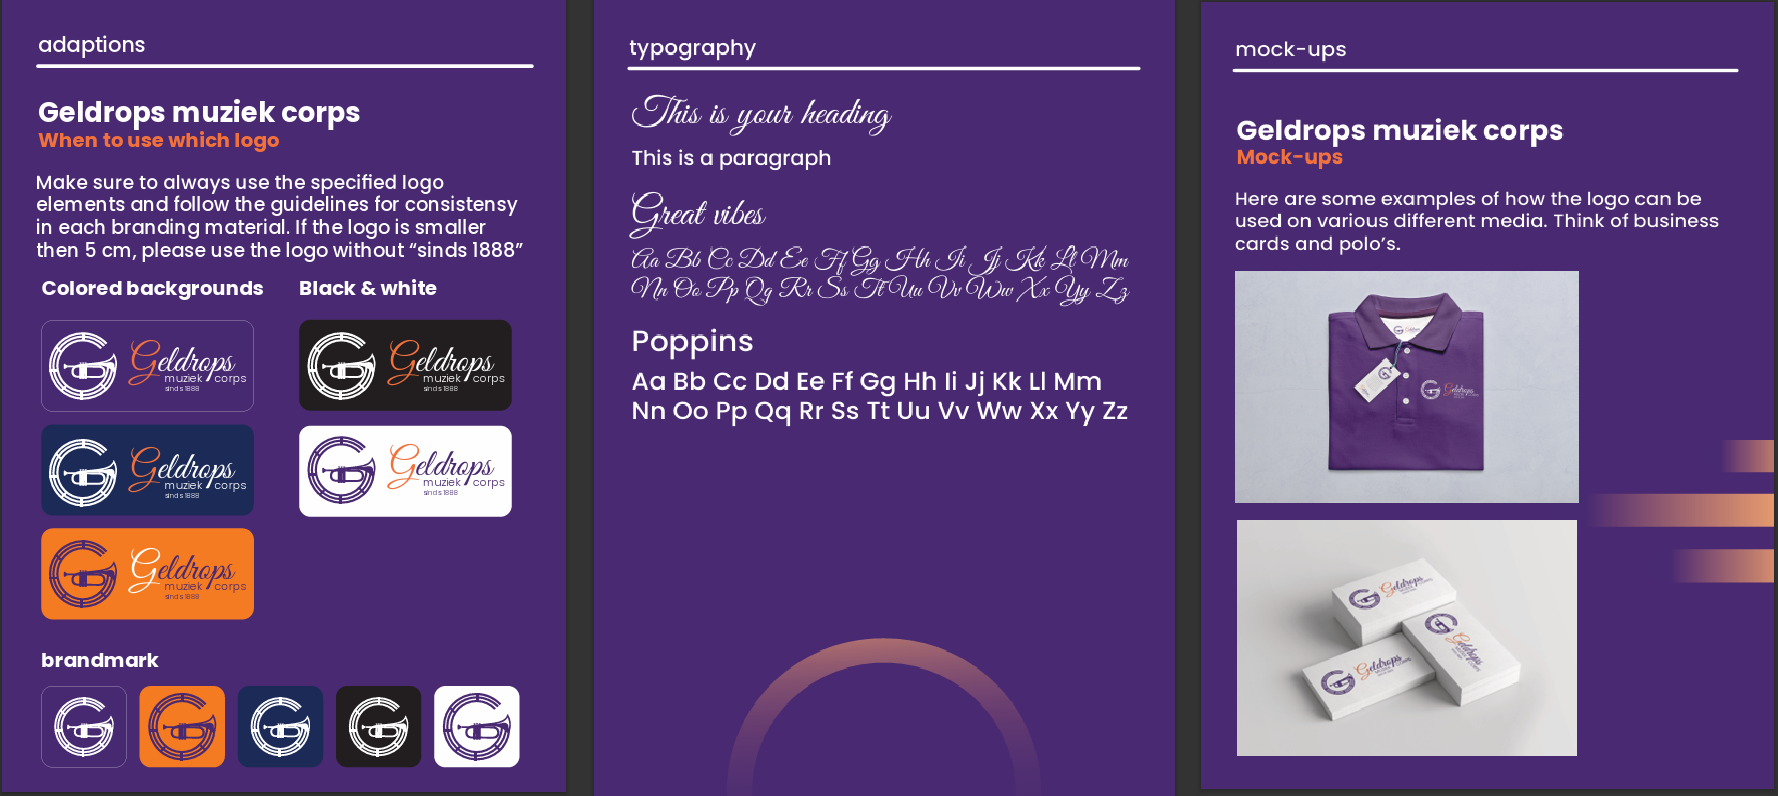 adaptions
Geldrops muziek corps
When to use which logo
Make sure to always use the specified logo
elements and follow the guidelines for consistensy
in each branding material. If the logo is smaller
then 5 cm, please use the logo without “sinds 1888”
Colored backgrounds
Black & white
Geldrops
muziek corps
sinds 1888
Geldrops
muziek corps
sinds 1888
Geldrops
muziek corps
sinds 1888
Geldrops
muziek corps
sinds 1888
Geldrops
muziek corps
sinds 1888
brandmark
typography
This is your heading
This is a paragraph
Great vibes
Aa Bb Cc Dd Ee Ff Gg Hh Ii Jj Kk Ll Mm
Nn Oo Pp Qq Rr Ss Tt Uu Vv Ww Xx Yy Zz
Poppins
Aa Bb Cc Dd Ee Ff Gg Hh Ii Jj Kk Ll Mm
Nn Oo Pp Qq Rr Ss Tt Uu Vv Ww Xx Yy Zz
mock-ups
Geldrops muziek corps
Mock-ups
Here are some examples of how the logo can be
used on various different media. Think of business
cards and polo’s.
Geldrops
Geldrops
Geldrops
Geldrops